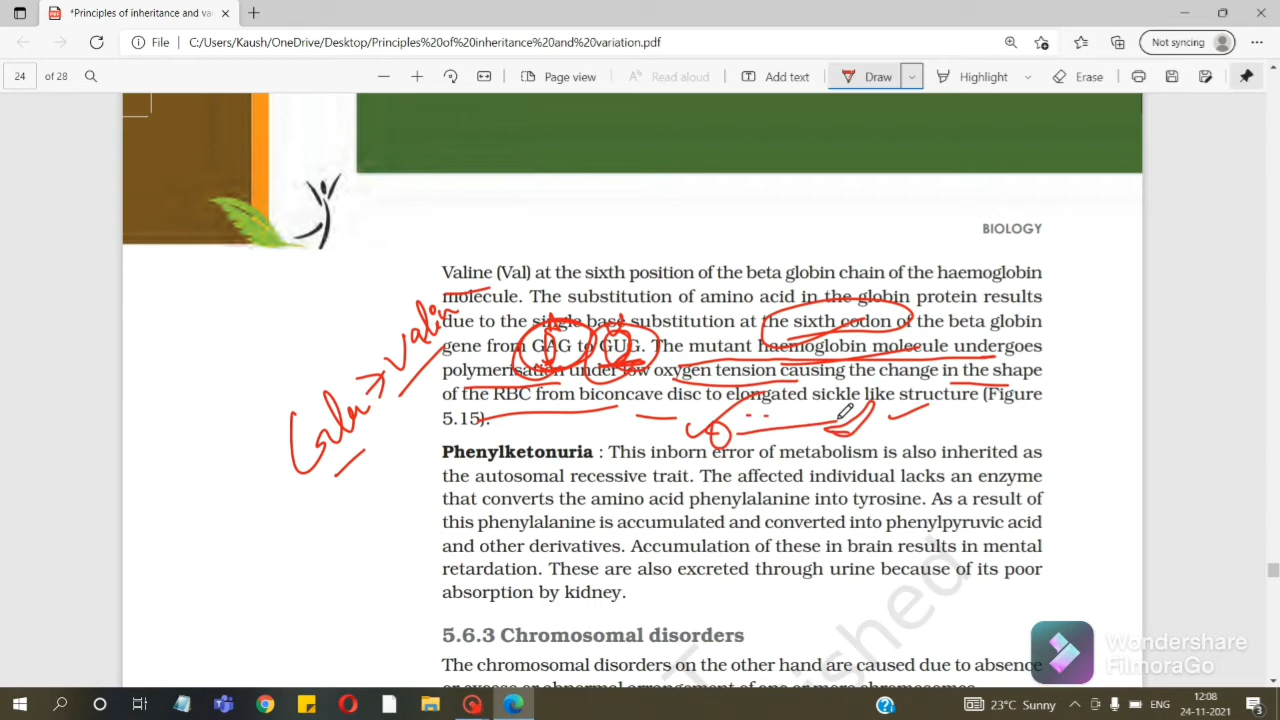 *Principles of inheritance and va
File
C:/Users/Kaush/OneDrive/Desktop/Principles%20of%20inheritance%20and%20variation.pdf
Not syncing
24 of 28
Page view
Read aloud
Add text
Draw
Highlight
Erase
BIOLOGY
Valine (Val) at the sixth position of the beta globin chain of the haemoglobin
molecule. The substitution of amino acid in the globin protein results
due to the single base substitution at the sixth codon of the beta globin
gene from GAG to GUG. The mutant haemoglobin molecule undergoes
polymerisation under low oxygen tension causing the change in the shape
of the RBC from biconcave disc to elongated sickle like structure (Figure
5.15).
Valin
Phenylketonuria : This inborn error of metabolism is also inherited as
the autosomal recessive trait. The affected individual lacks an enzyme
that converts the amino acid phenylalanine into tyrosine. As a result of
this phenylalanine is accumulated and converted into phenylpyruvic acid
and other derivatives. Accumulation of these in brain results in mental
retardation. These are also excreted through urine because of its poor
absorption by kidney.
5.6.3 Chromosomal disorders
The chromosomal disorders on the other hand are caused due to absence
or excess or abnormal arrangement of one or more chromosomes.
Wondershare
FilmoraGo
23°C Sunny
ENG
12:08
24-11-2021